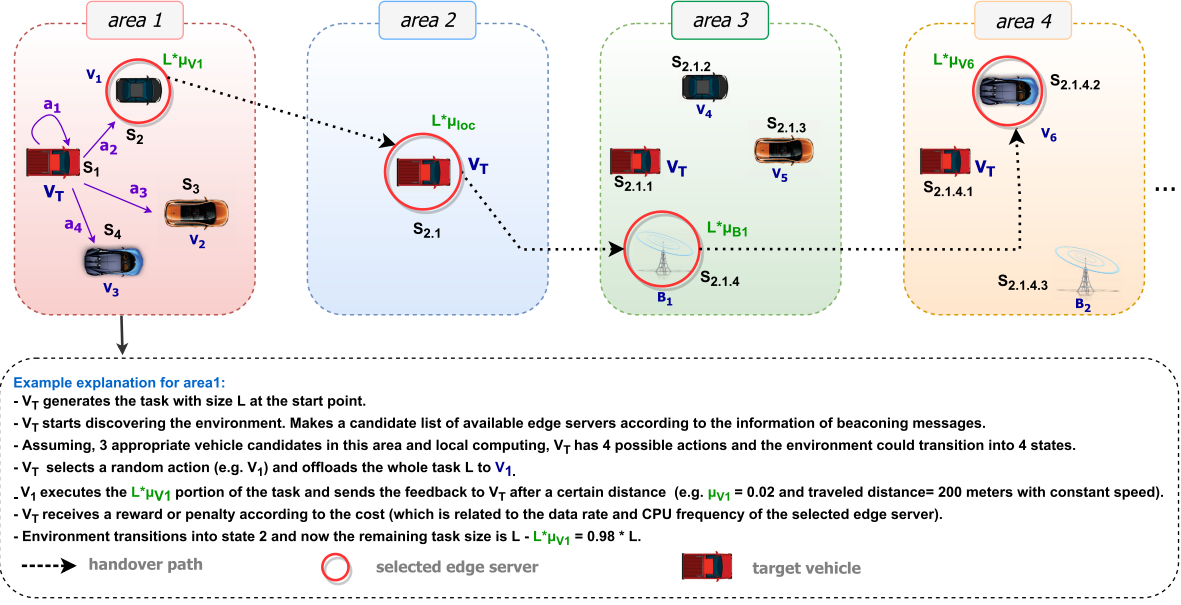 area 1
area 2
area 3
area 4
L*μV1
v1
S2
a1
a2
S1
VT
a3
S3
v2
a4
S4
v3
L*μloc
VT
S2.1
S2.1.2
v4
S2.1.3
v5
VT
S2.1.1
L*μB1
S2.1.4
B1
L*μV6
S2.1.4.2
v6
VT
S2.1.4.1
S2.1.4.3
B2
...
Example explanation for area1:
- VT generates the task with size L at the start point.
- VT starts discovering the environment. Makes a candidate list of available edge servers according to the information of beaconing messages.
- Assuming, 3 appropriate vehicle candidates in this area and local computing, VT has 4 possible actions and the environment could transition into 4 states.
- VT selects a random action (e.g. V1) and offloads the whole task L to V1.
- V1 executes the L*μV1 portion of the task and sends the feedback to VT after a certain distance (e.g. μV1 = 0.02 and traveled distance= 200 meters with constant speed).
- VT receives a reward or penalty according to the cost (which is related to the data rate and CPU frequency of the selected edge server).
- Environment transitions into state 2 and now the remaining task size is L - L*μV1 = 0.98 * L.
handover path
selected edge server
target vehicle